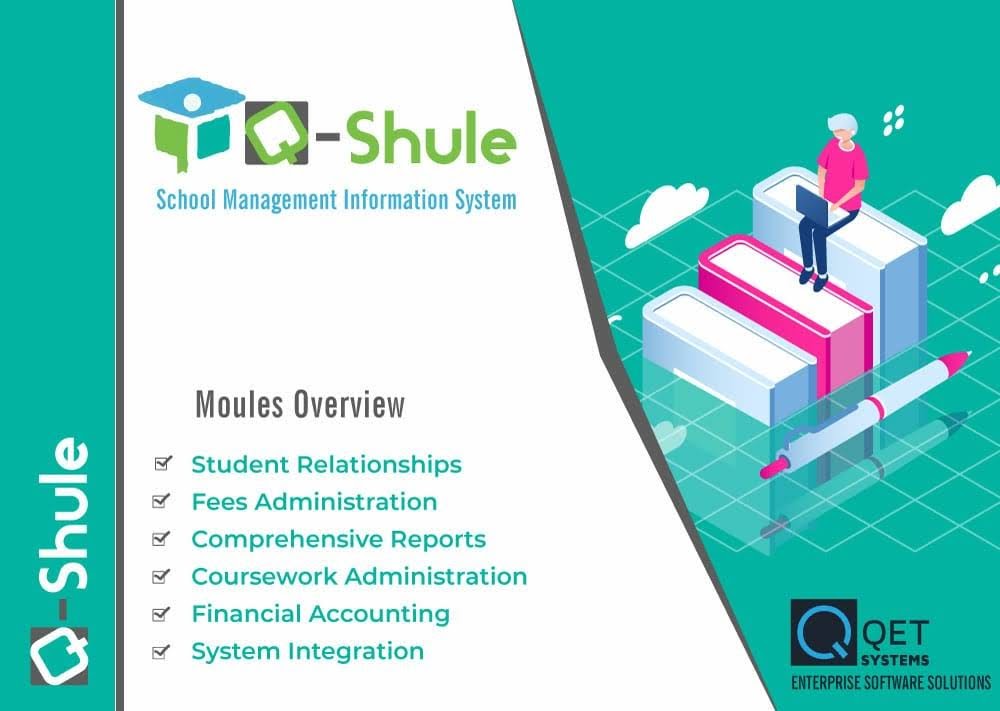 Q-Shule
Q-Shule
School Management Information System
Moules Overview
Student Relationships
Fees Administration
Comprehensive Reports
Coursework Administration
Financial Accounting
System Integration
QET
SYSTEMS
ENTERPRISE SOFTWARE SOLUTIONS